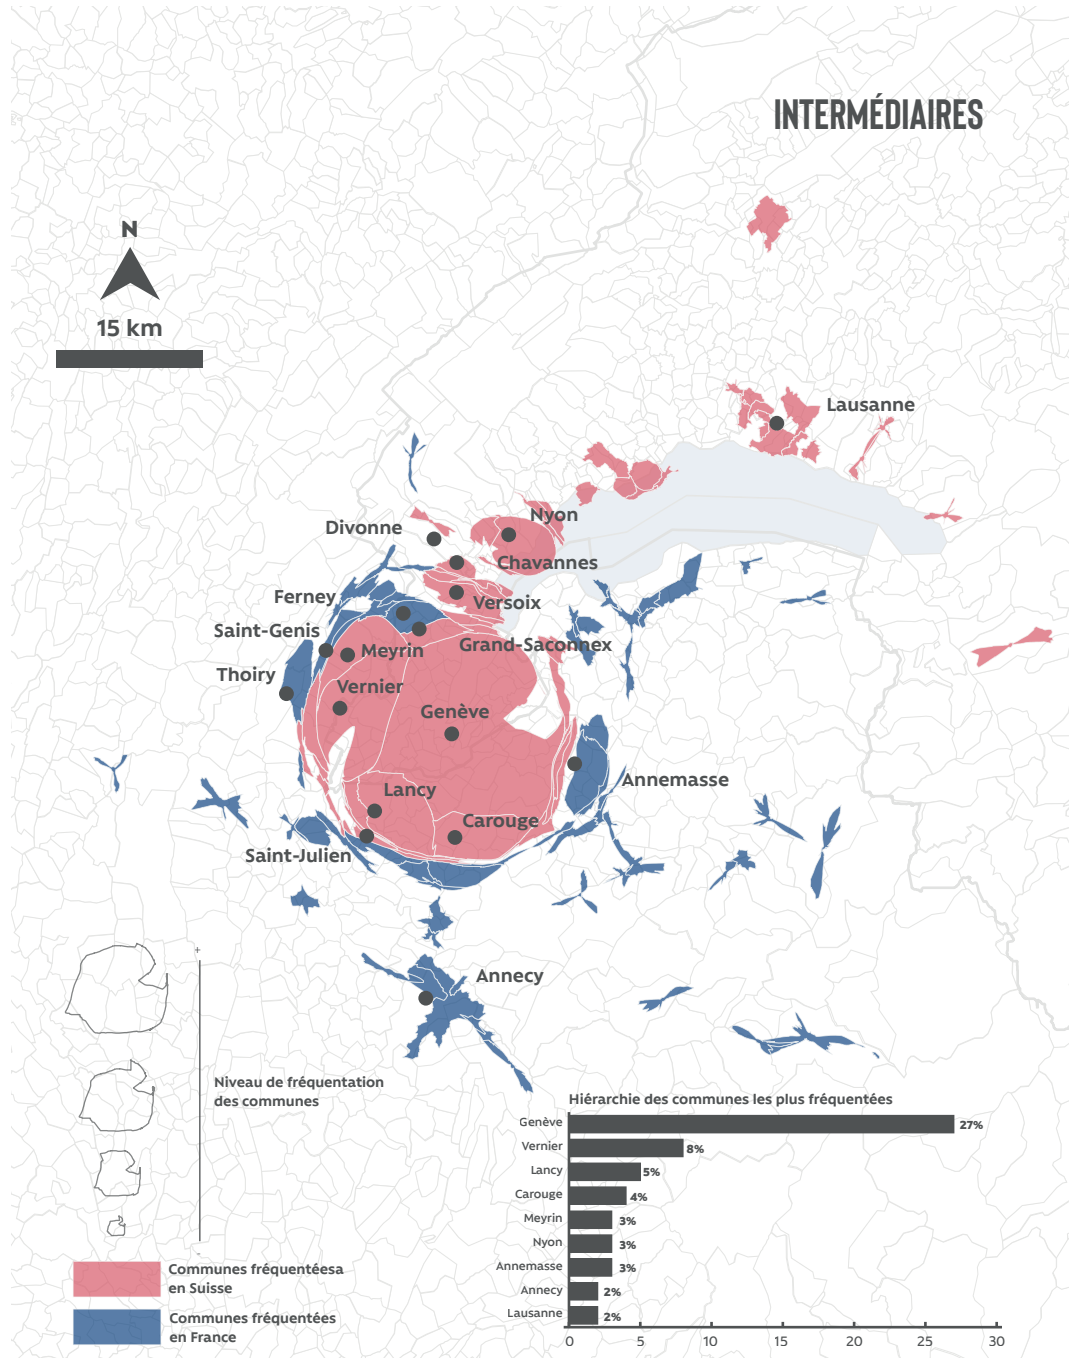 INTERMÉDIAIRES
N
15 km
Lausanne
Nyon
Divonne
Chavannes
Ferney
Versoix
Saint-Genis
Grand-Saconnex
Meyrin
Thoiry
Vernier
Genève
Annemasse
Lancy
Carouge
Saint-Julien
Annecy
+
Niveau de fréquentation
des communes
-
Communes fréquentéesa
en Suisse
Communes fréquentées
en France
Hiérarchie des communes les plus fréquentées
Genève 27%
Vernier 8%
Lancy 5%
Carouge 4%
Meyrin 3%
Nyon 3%
Annemasse 3%
Annecy 2%
Lausanne 2%
0 5 10 15 20 25 30